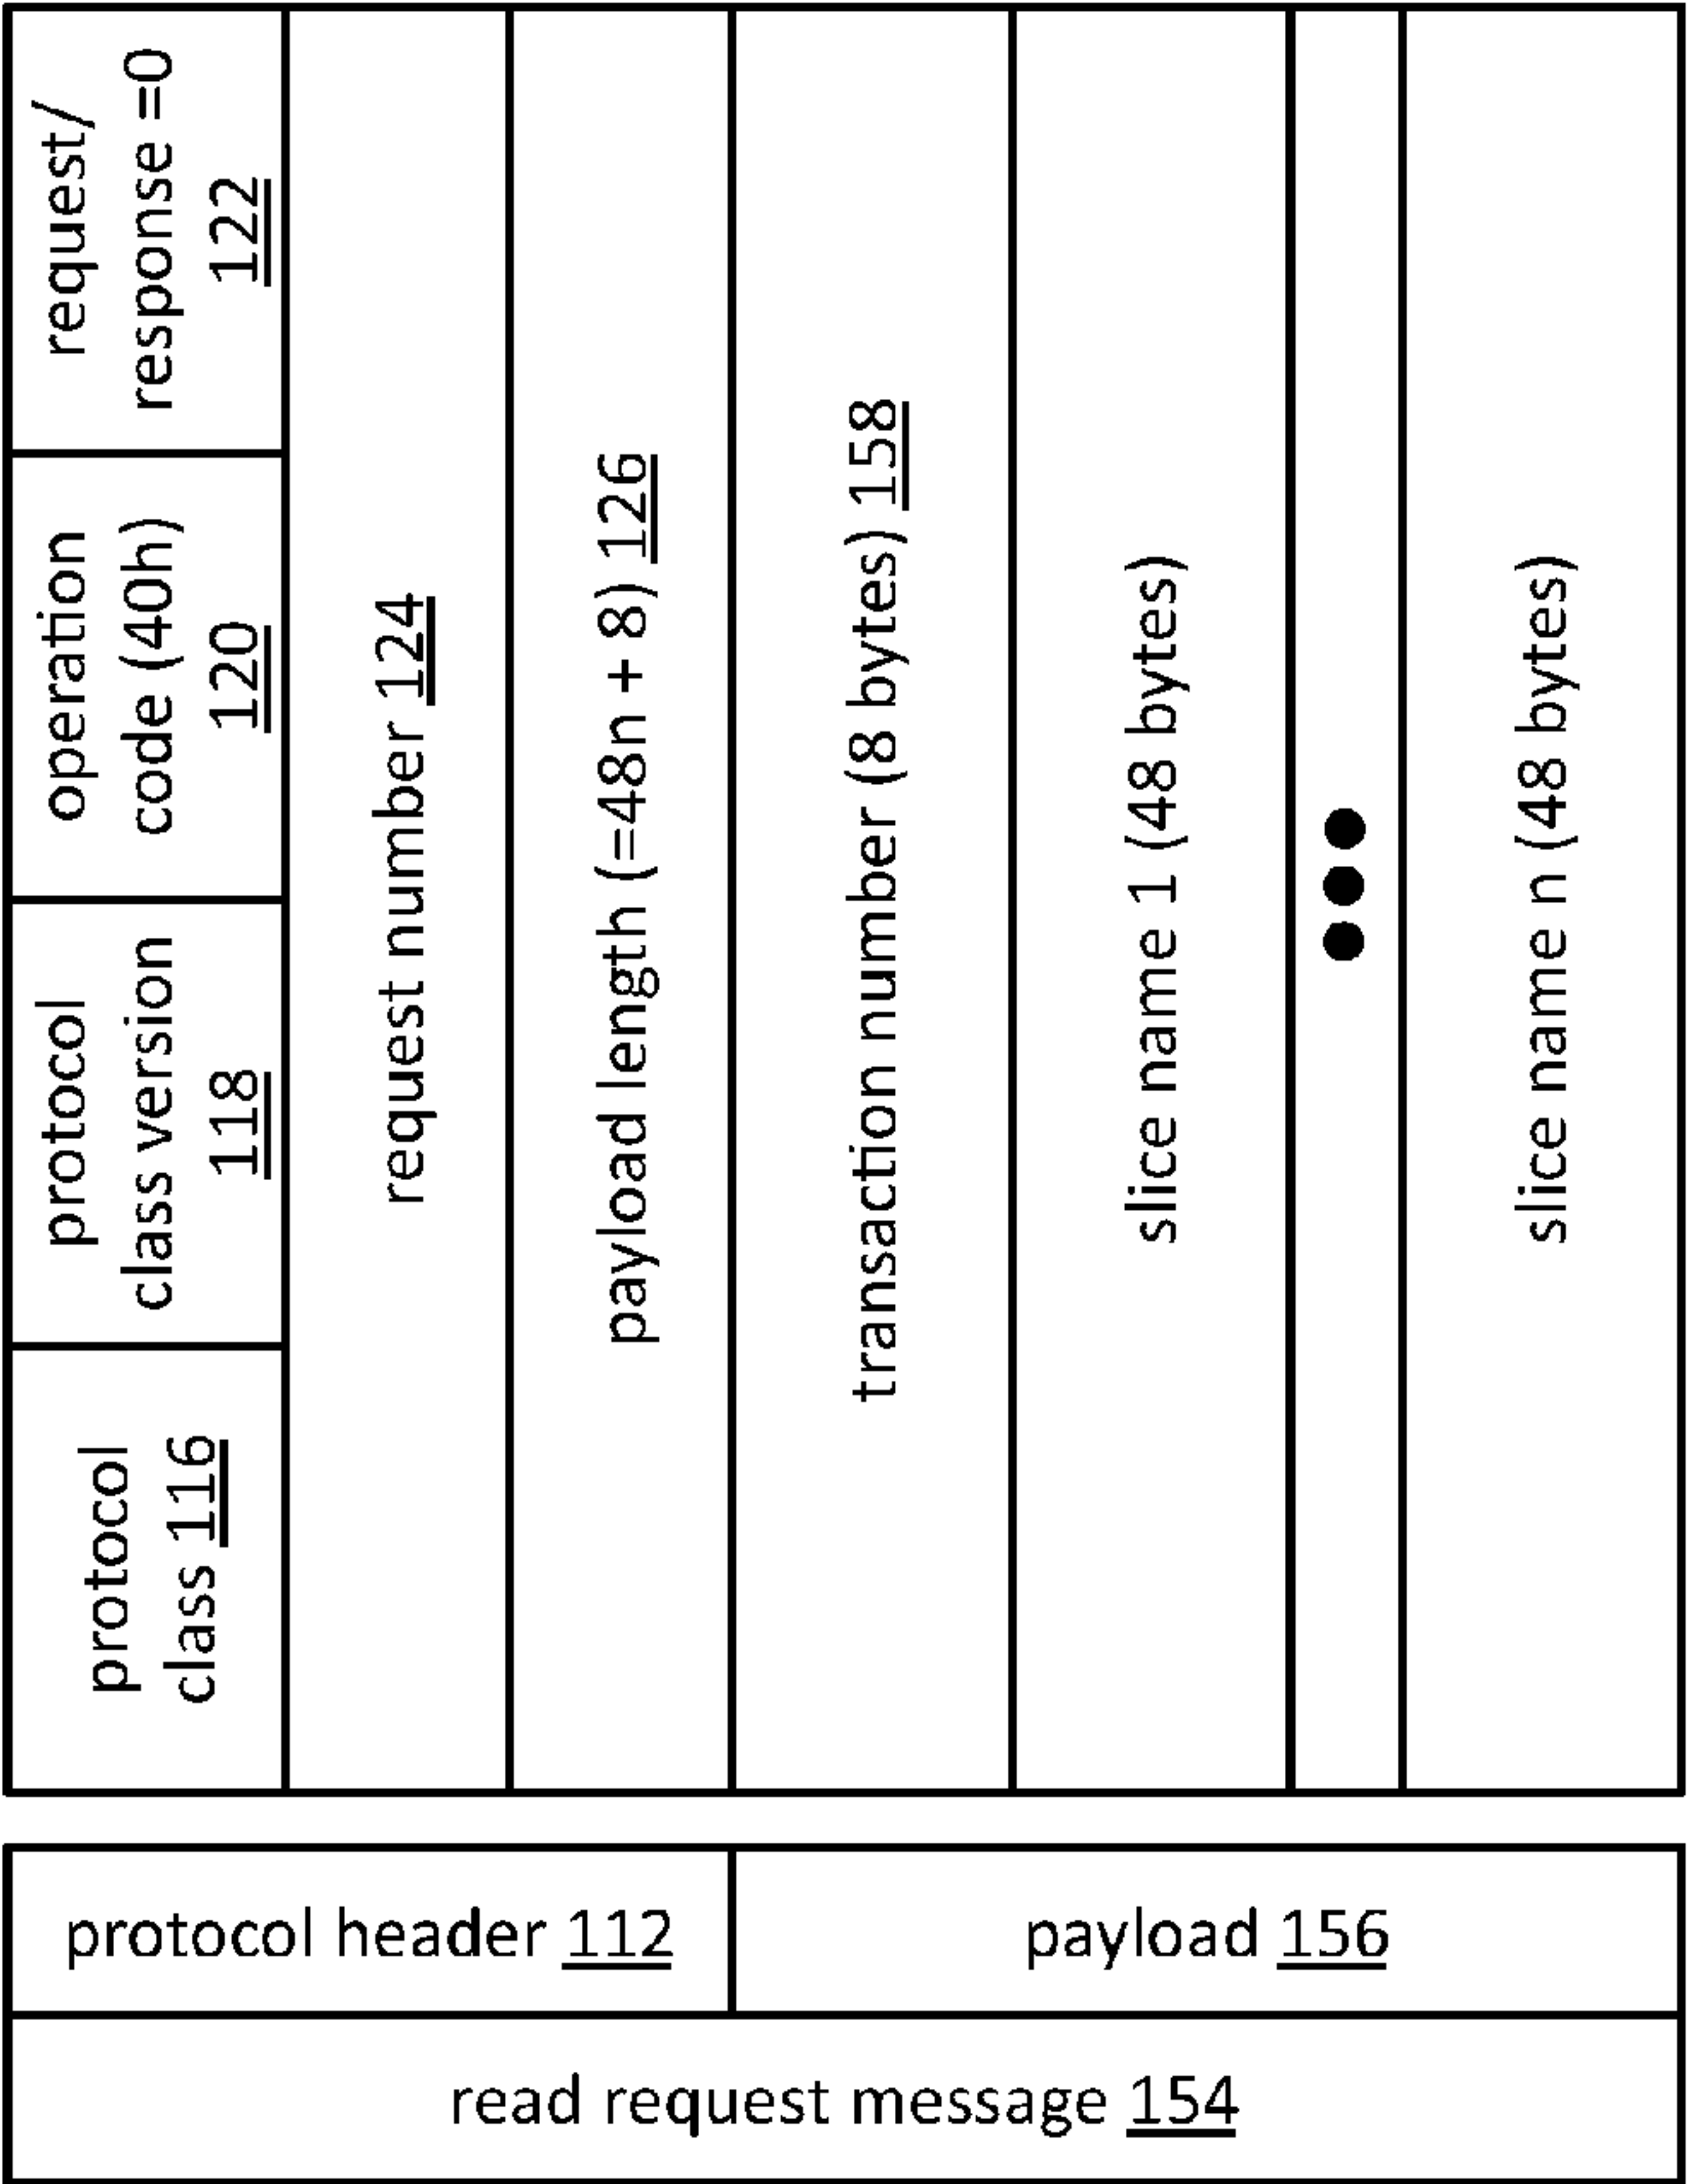 read request message 154
protocol header 112
payload 156
protocol
class 116
protocol
class version
118
operation
code (40h)
120
request/
response =0
122
request number 124
payload length (=48n + 8) 126
transaction number (8 bytes) 158
slice name 1 (48 bytes)
●●●
slice name n (48 bytes)